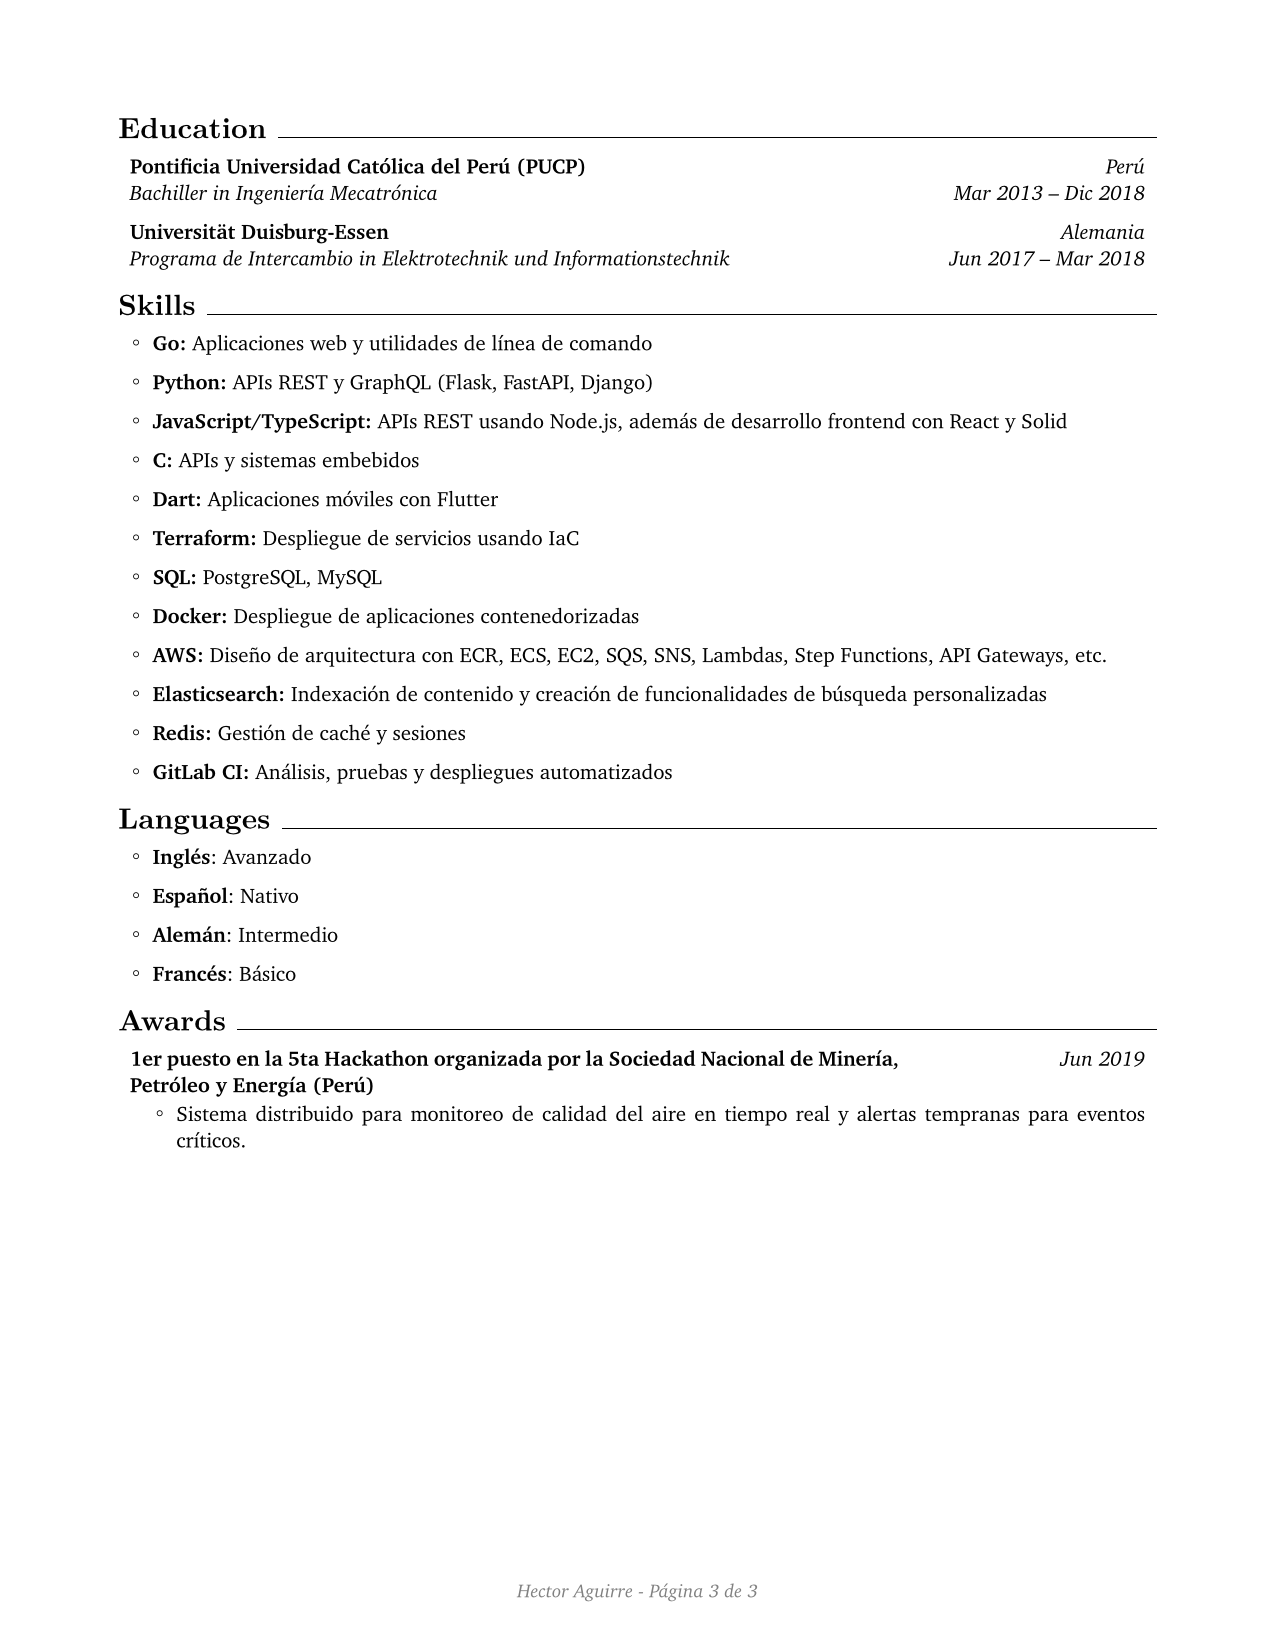 Education
Pontificia Universidad Católica del Perú (PUCP) Perú
Bachiller in Ingeniería Mecatrónica Mar 2013 – Dic 2018
Universität Duisburg-Essen Alemania
Programa de Intercambio in Elektrotechnik und Informationstechnik Jun 2017 – Mar 2018
Skills
◦ Go: Aplicaciones web y utilidades de línea de comando
◦ Python: APIs REST y GraphQL (Flask, FastAPI, Django)
◦ JavaScript/TypeScript: APIs REST usando Node.js, además de desarrollo frontend con React y Solid
◦ C: APIs y sistemas embebidos
◦ Dart: Aplicaciones móviles con Flutter
◦ Terraform: Despliegue de servicios usando IaC
◦ SQL: PostgreSQL, MySQL
◦ Docker: Despliegue de aplicaciones contenedorizadas
◦ AWS: Diseño de arquitectura con ECR, ECS, EC2, SQS, SNS, Lambdas, Step Functions, API Gateways, etc.
◦ Elasticsearch: Indexación de contenido y creación de funcionalidades de búsqueda personalizadas
◦ Redis: Gestión de caché y sesiones
◦ GitLab CI: Análisis, pruebas y despliegues automatizados
Languages
◦ Inglés: Avanzado
◦ Español: Nativo
◦ Alemán: Intermedio
◦ Francés: Básico
Awards
1er puesto en la 5ta Hackathon organizada por la Sociedad Nacional de Minería, Jun 2019
Petróleo y Energía (Perú)
◦ Sistema distribuido para monitoreo de calidad del aire en tiempo real y alertas tempranas para eventos
críticos.
Hector Aguirre - Página 3 de 3